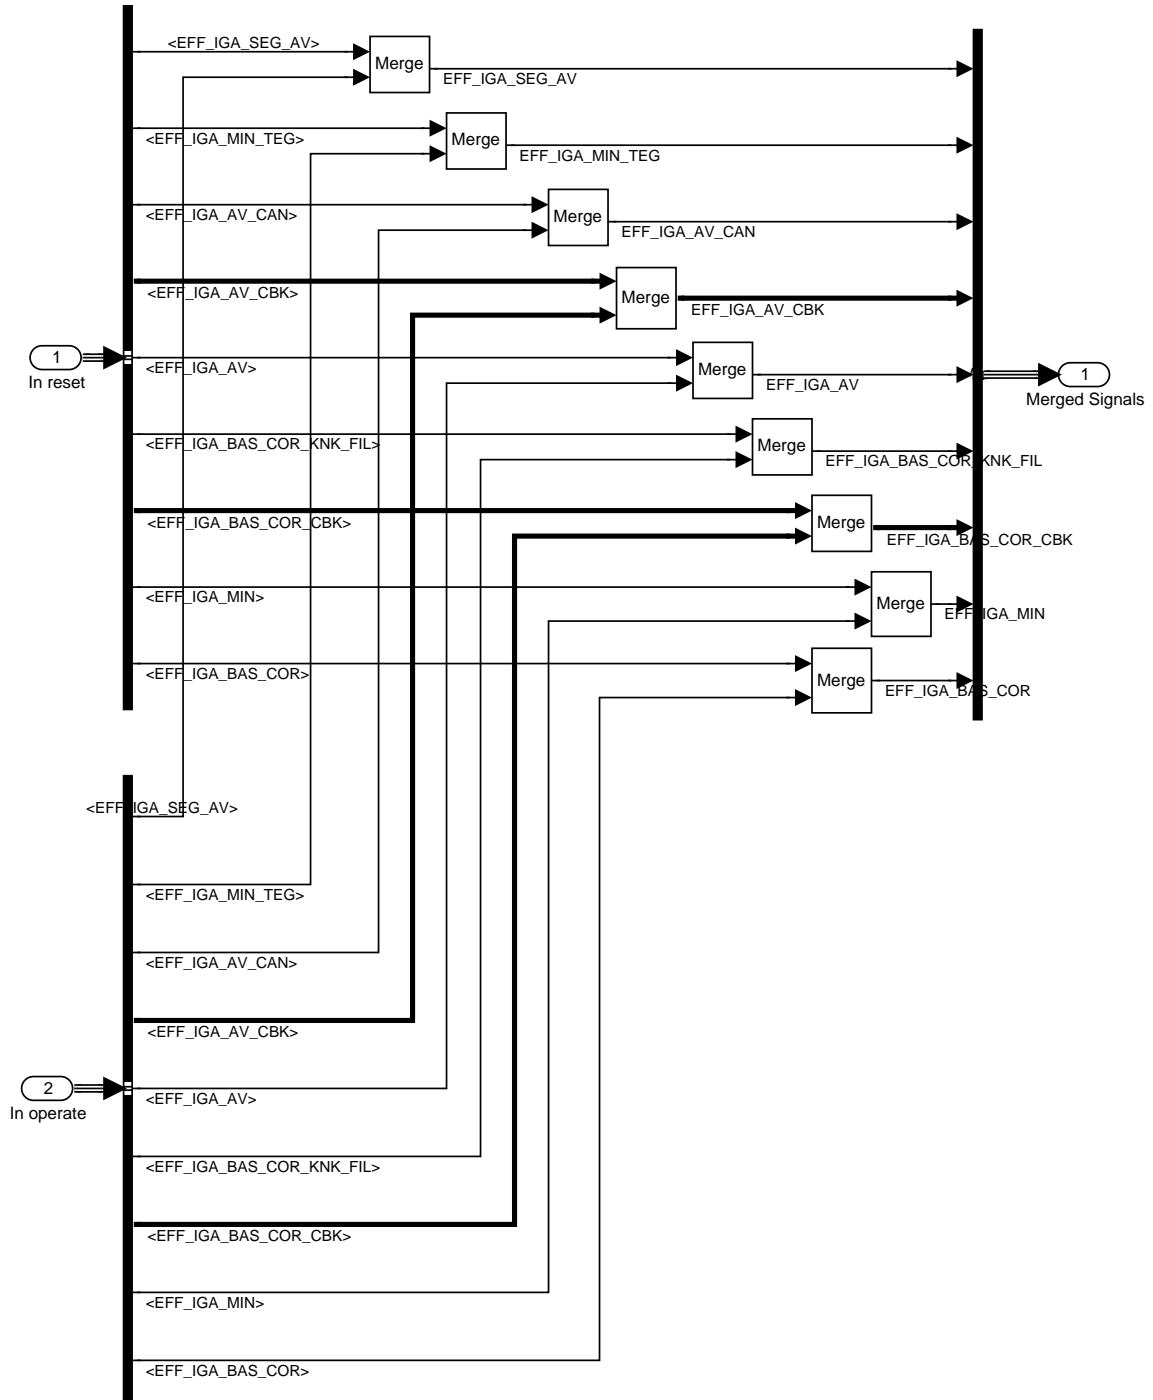 <EFF_IGA_SEG_AV>
Merge
EFF_IGA_SEG_AV
<EFF_IGA_MIN_TEG>
Merge
EFF_IGA_MIN_TEG
<EFF_IGA_AV_CAN>
Merge
EFF_IGA_AV_CAN
<EFF_IGA_AV_CBK>
Merge
EFF_IGA_AV_CBK
1
In reset
<EFF_IGA_AV>
Merge
EFF_IGA_AV
1
Merged Signals
<EFF_IGA_BAS_COR_KNK_FIL>
Merge
EFF_IGA_BAS_COR_KNK_FIL
<EFF_IGA_BAS_COR_CBK>
Merge
EFF_IGA_BAS_COR_CBK
<EFF_IGA_MIN>
Merge
EFF_IGA_MIN
<EFF_IGA_BAS_COR>
Merge
EFF_IGA_BAS_COR
<EFF_IGA_SEG_AV>
<EFF_IGA_MIN_TEG>
<EFF_IGA_AV_CAN>
<EFF_IGA_AV_CBK>
2
In operate
<EFF_IGA_AV>
<EFF_IGA_BAS_COR_KNK_FIL>
<EFF_IGA_BAS_COR_CBK>
<EFF_IGA_MIN>
<EFF_IGA_BAS_COR>